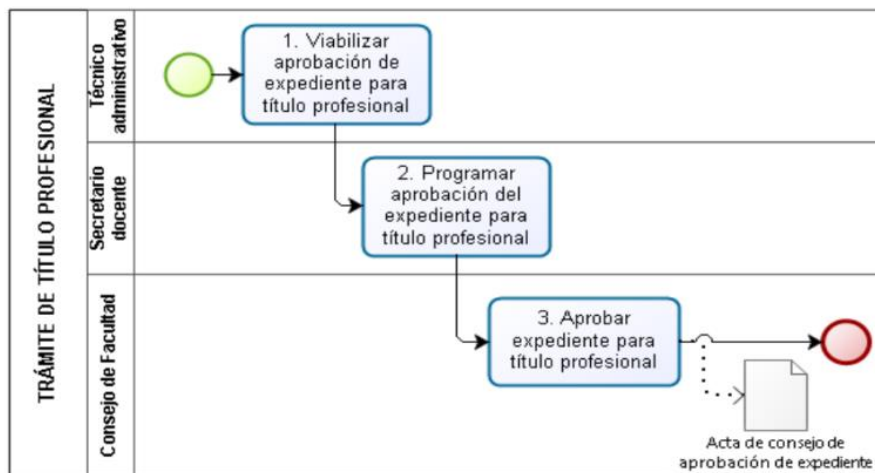 TRÁMITE DE TÍTULO PROFESIONAL
Técnico
administrativo
1. Viabilizar
aprobación de
expediente para
título profesional
Secretario
docente
2. Programar
aprobación del
expediente para
título profesional
Consejo de Facultad
3. Aprobar
expediente para
título profesional
Acta de consejo de
aprobación de expediente